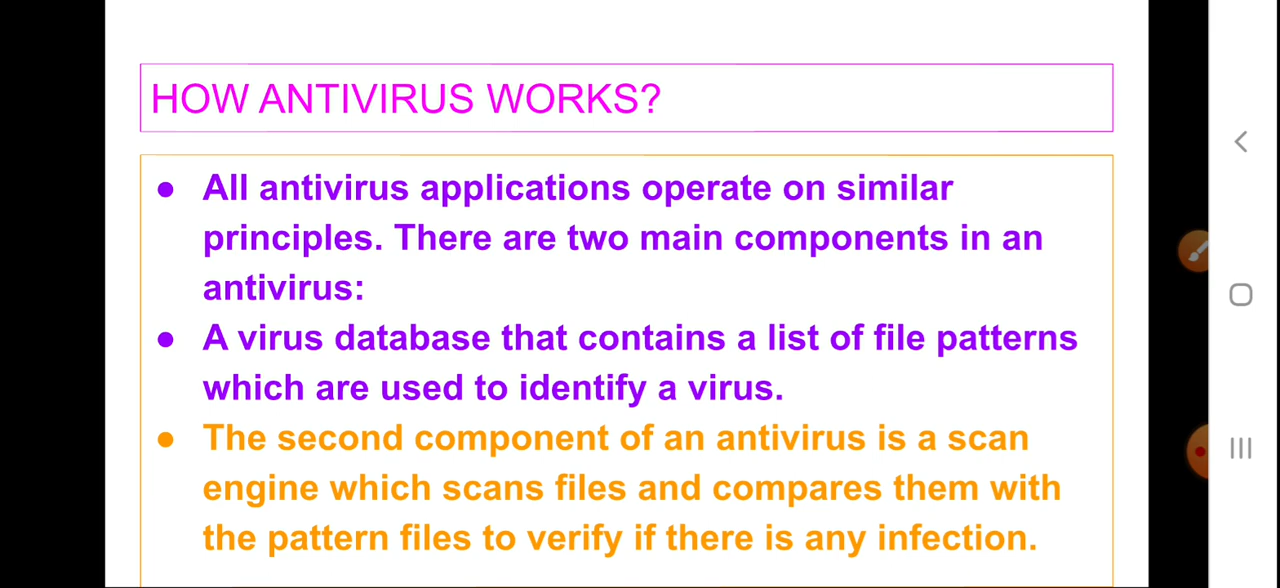 HOW ANTIVIRUS WORKS?
● All antivirus applications operate on similar
principles. There are two main components in an
antivirus:
● A virus database that contains a list of file patterns
which are used to identify a virus.
● The second component of an antivirus is a scan
engine which scans files and compares them with
the pattern files to verify if there is any infection.